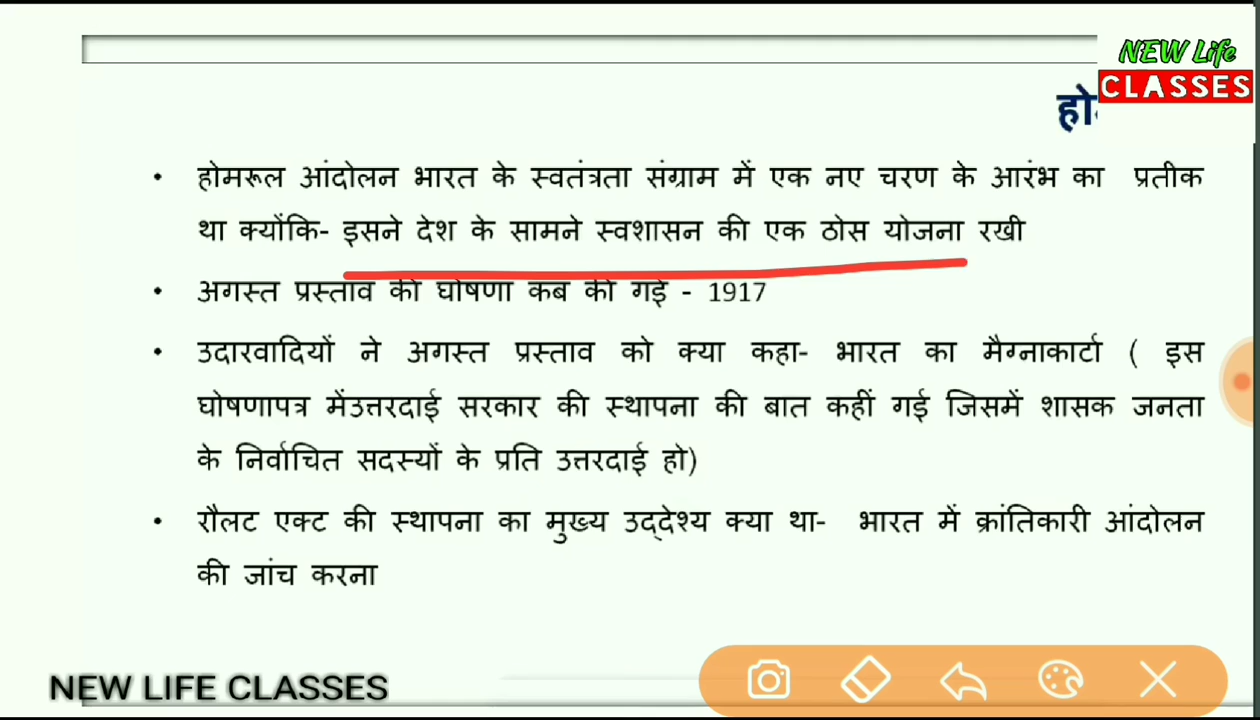 NEW Life
CLASSES
होमरूल आंदोलन भारत के स्वतंत्रता संग्राम में एक नए चरण के आरंभ का प्रतीक
था क्योंकि- इसने देश के सामने स्वशासन की एक ठोस योजना रखी
अगस्त प्रस्ताव की घोषणा कब की गई - 1917
उदारवादियों ने अगस्त प्रस्ताव को क्या कहा- भारत का मैग्नाकार्टा ( इस
घोषणापत्र मेंउत्तरदाई सरकार की स्थापना की बात कहीं गई जिसमें शासक जनता
के निर्वाचित सदस्यों के प्रति उत्तरदाई हो)
रौलट एक्ट की स्थापना का मुख्य उद्देश्य क्या था- भारत में क्रांतिकारी आंदोलन
की जांच करना
NEW LIFE CLASSES